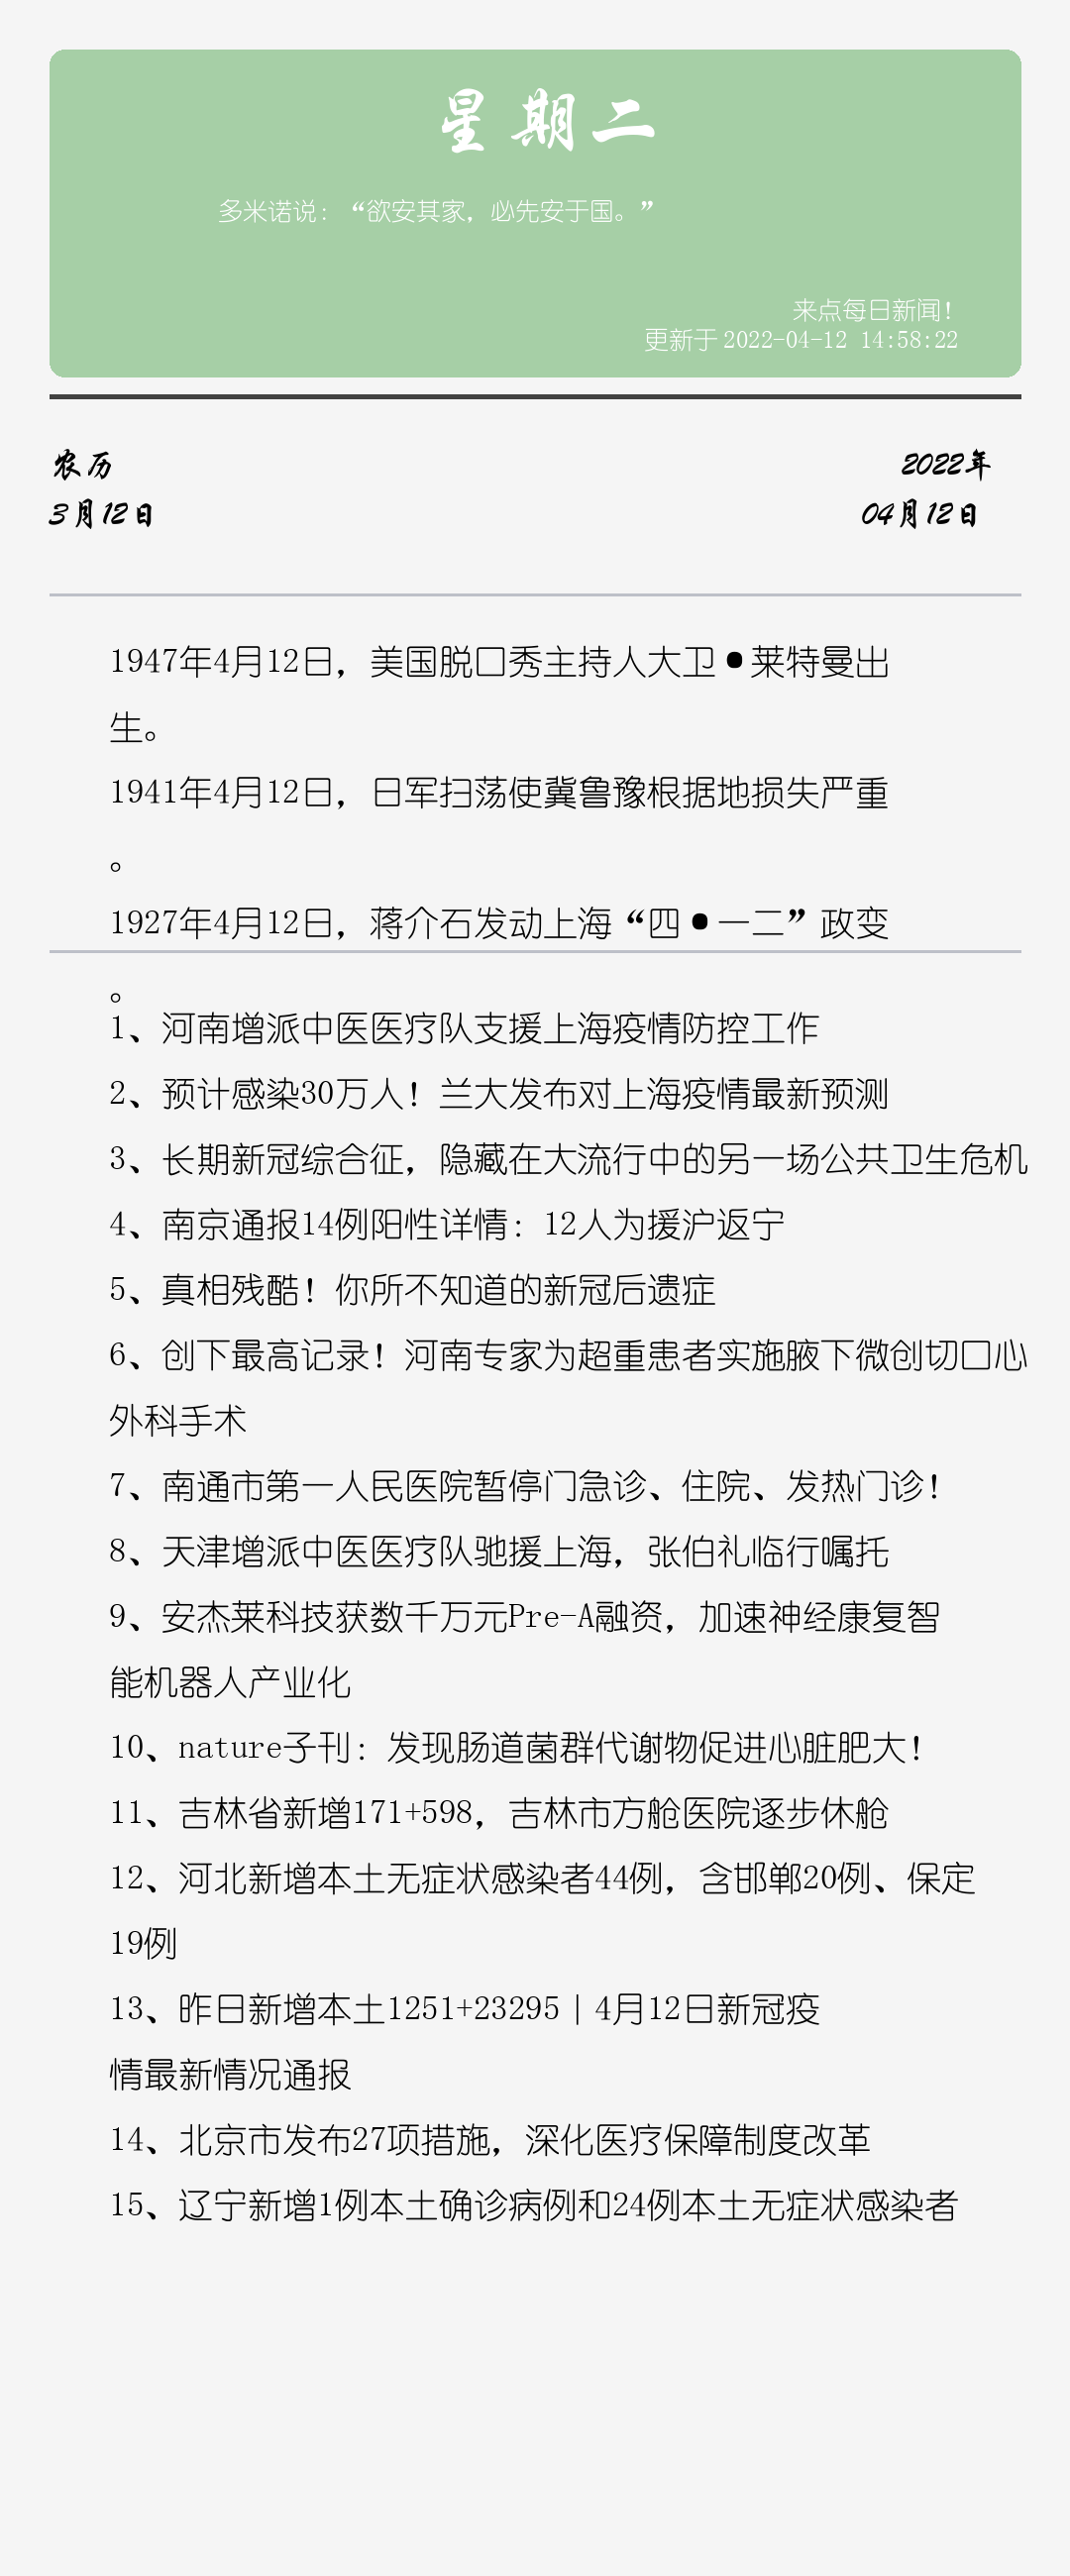 星期二
多米诺说：“欲安其家，必先安于国。”
来点每日新闻！
更新于 2022-04-12 14:58:22
农历
2022年
3月12日
04月12日
1947年4月12日，美国脱口秀主持人大卫•莱特曼出
生。
1941年4月12日，日军扫荡使冀鲁豫根据地损失严重
。
1927年4月12日，蒋介石发动上海“四•一二”政变
。
1、河南增派中医医疗队支援上海疫情防控工作
2、预计感染30万人！兰大发布对上海疫情最新预测
3、长期新冠综合征，隐藏在大流行中的另一场公共卫生危机
4、南京通报14例阳性详情：12人为援沪返宁
5、真相残酷！你所不知道的新冠后遗症
6、创下最高记录！河南专家为超重患者实施腋下微创切口心
外科手术
7、南通市第一人民医院暂停门急诊、住院、发热门诊！
8、天津增派中医医疗队驰援上海，张伯礼临行嘱托
9、安杰莱科技获数千万元Pre-A融资，加速神经康复智
能机器人产业化
10、nature子刊：发现肠道菌群代谢物促进心脏肥大！
11、吉林省新增171+598，吉林市方舱医院逐步休舱
12、河北新增本土无症状感染者44例，含邯郸20例、保定
19例
13、昨日新增本土1251+23295｜4月12日新冠疫
情最新情况通报
14、北京市发布27项措施，深化医疗保障制度改革
15、辽宁新增1例本土确诊病例和24例本土无症状感染者